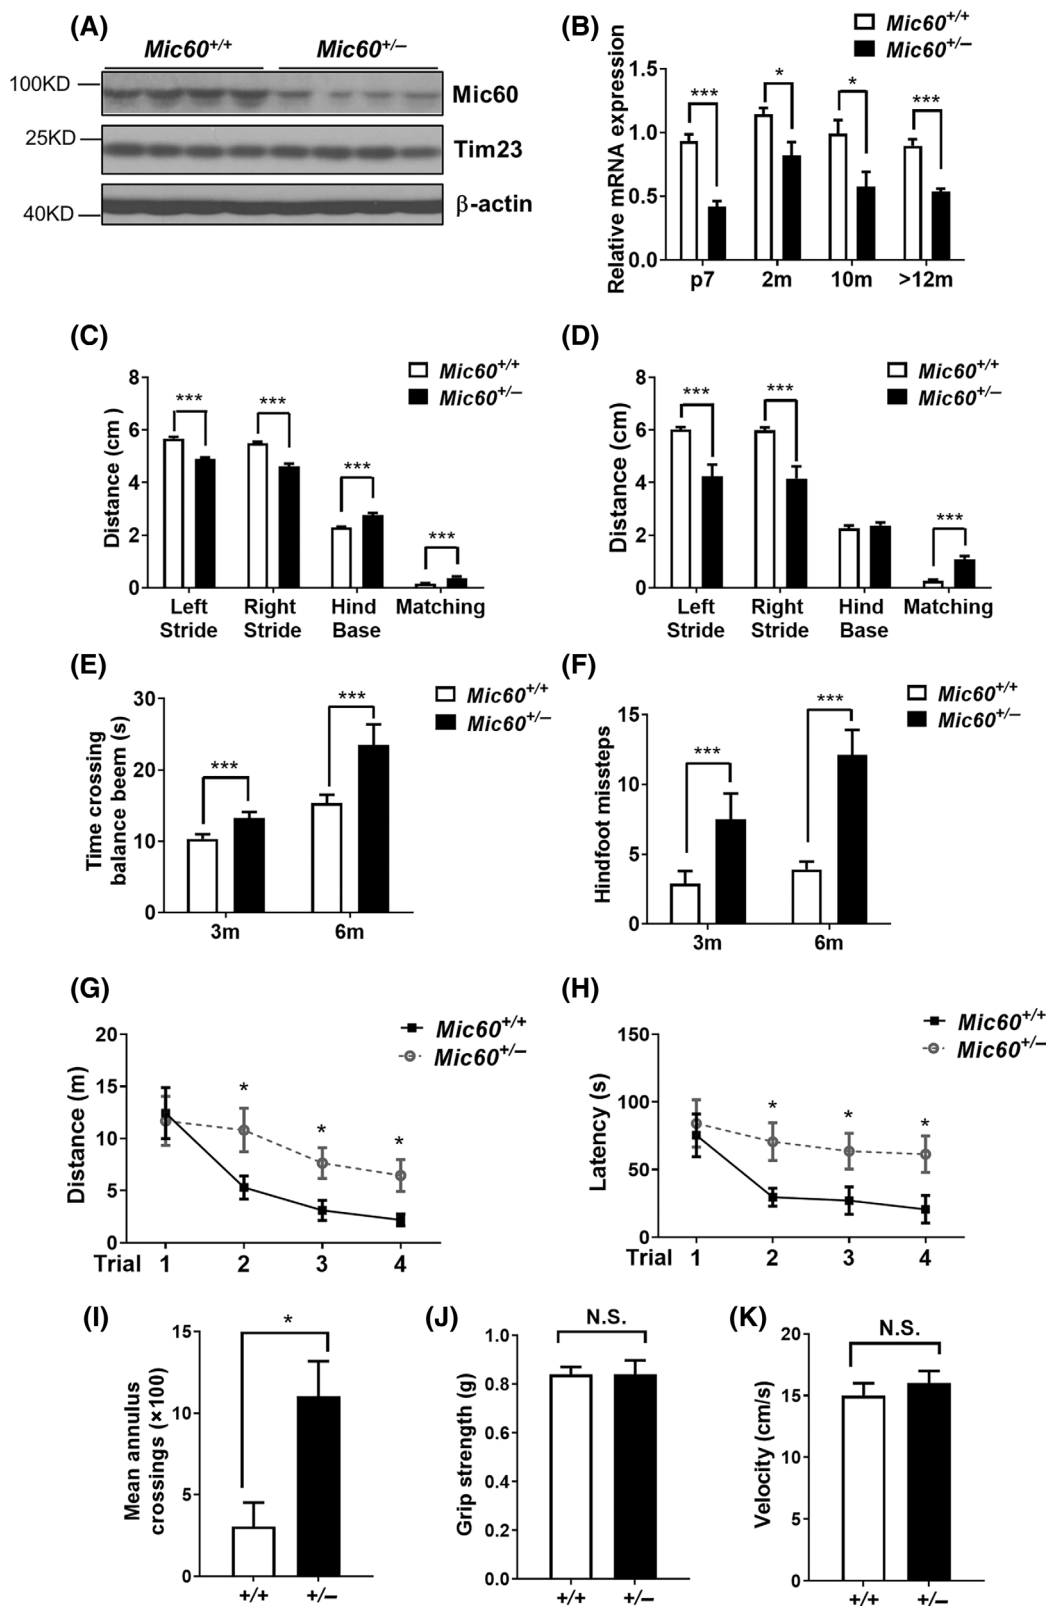 (A)
Mic60+/+ Mic60+/–
100KD
Mic60
25KD
Tim23
40KD
β-actin
(B)
Mic60+/+
Mic60+/–
Relative mRNA expression
1.5
1.0
0.5
0.0
*** * * ***
p7 2m 10m >12m
(C)
Mic60+/+
Mic60+/–
Distance (cm )
8
6
4
2
0
*** *** *** ***
Left Stride
Right Stride
Hind Base
Matching
(D)
Mic60+/+
Mic60+/–
Distance (cm)
8
6
4
2
0
*** *** ***
Left Stride
Right Stride
Hind Base
Matching
(E)
Mic60+/+
Mic60+/–
Time crossing
balance beem (s)
30
20
10
0
*** ***
3m 6m
(F)
Mic60+/+
Mic60+/–
Hindfoot missteps
15
10
5
0
*** ***
3m 6m
(G)
Mic60+/+
Mic60+/–
Distance (m)
20
15
10
5
0
* * *
Trial 1 2 3 4
(H)
Mic60+/+
Mic60+/–
Latency (s)
150
100
50
0
* * *
Trial 1 2 3 4
(I)
Mean annulus
crossings (×100)
15
10
5
0
*
+/+ +/–
(J)
N.S.
Grip strength (g)
1.0
0.8
0.6
0.4
0.2
0.0
+/+ +/–
(K)
N.S.
Velocity (cm/s)
20
15
10
5
0
+/+ +/–